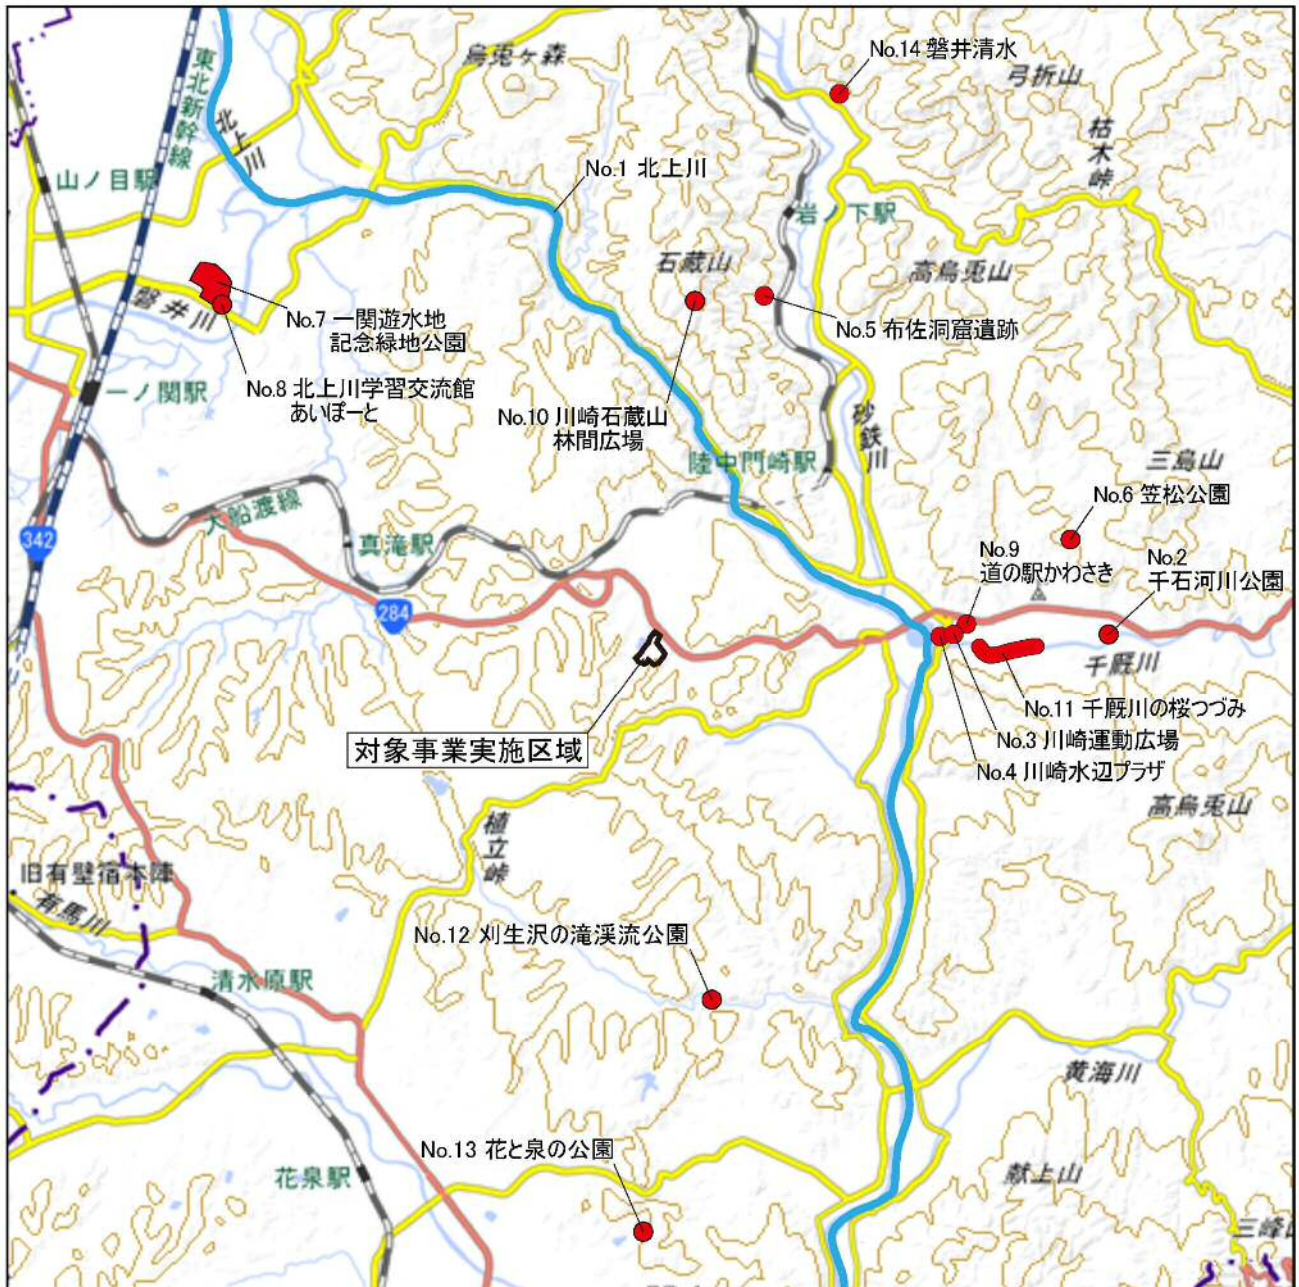 烏兎ヶ森
No.14 磐井清水
弓折山
東北新幹線
北上川
枯木峠
山ノ目駅
No.1 北上川
岩ノ下駅
石蔵山
高烏兎山
磐井川
No.7 一関遊水地
記念緑地公園
No.5 布佐洞窟遺跡
一ノ関駅
No.8 北上川学習交流館
あいぽーと
No.10 川崎石蔵山
林間広場
砂鉄川
陸中門崎駅
三島山
No.6 笠松公園
大船渡線
342
真滝駅
No.9
道の駅かわさき
No.2
千石河川公園
284
千厩川
No.11 千厩川の桜つづみ
No.3 川崎運動広場
No.4 川崎水辺プラザ
対象事業実施区域
高烏兎山
植立峠
旧有壁宿本陣
有馬川
No.12 刈生沢の滝渓流公園
清水原駅
黄海川
No.13 花と泉の公園
花泉駅
献上山